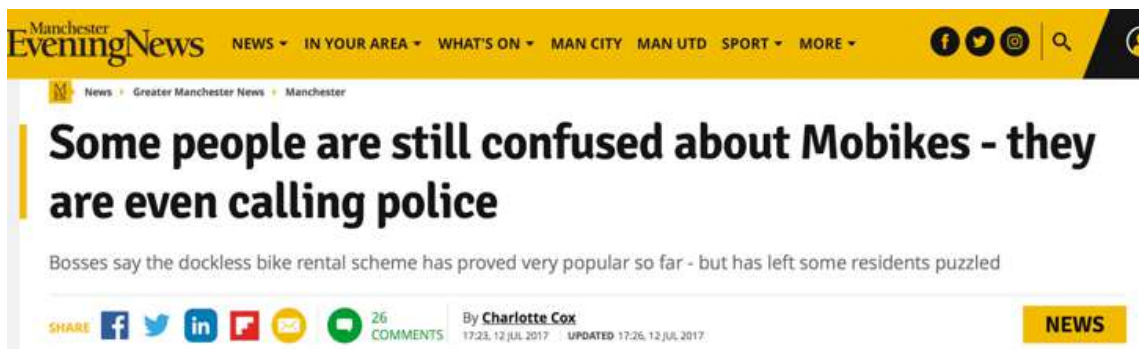 Manchester
Evening News
NEWS IN YOUR AREA WHAT'S ON MAN CITY MAN UTD SPORT MORE
News Greater Manchester News Manchester
Some people are still confused about Mobikes - they
are even calling police
Bosses say the dockless bike rental scheme has proved very popular so far - but has left some residents puzzled
SHARE
26
COMMENTS
By Charlotte Cox
17:23, 12 JUL 2017 UPDATED 17:26, 12 JUL 2017
NEWS